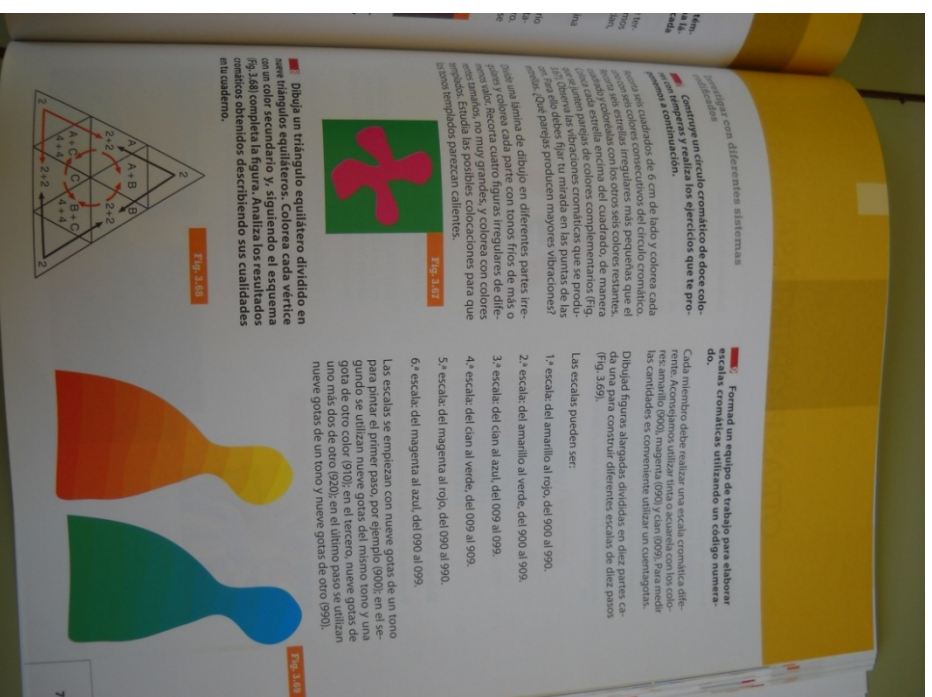 Investigar con diferentes sistemas
codificados
Construye un círculo cromático de doce colo-
res con témperas y realiza los ejercicios que te pro-
ponemos a continuación.
Recorta seis cuadrados de 6 cm de lado y colorea cada
uno con seis colores consecutivos del círculo cromático.
Recorta seis estrellas irregulares más pequeñas que el
cuadrado y coloréalas con los otros seis colores restantes.
Coloca cada estrella encima del cuadrado, de manera
que se junten parejas de colores complementarios (Fig.
3.67). Observa las vibraciones cromáticas que se produ-
cen. Para ello debes fijar tu mirada en las puntas de las
estrellas. ¿Qué parejas producen mayores vibraciones?
Divide una lámina de dibujo en diferentes partes irre-
gulares y colorea cada parte con tonos fríos de más o
menos valor. Recorta cuatro figuras irregulares de dife-
rentes tamaños, no muy grandes, y colorea con colores
templados. Estudia las posibles colocaciones para que
los tonos templados parezcan calientes.
Fig. 3.67
Dibuja un triángulo equilátero dividido en
nueve triángulos equiláteros. Colorea cada vértice
con un color secundario y, siguiendo el esquema
(Fig. 3.68) completa la figura. Analiza los resultados
cromáticos obtenidos describiendo sus cualidades
en tu cuaderno.
Fig. 3.68
2
A
A + B
B
2+2
2+2
A + C
C
B + C
4+4
4+4
2
2+2
2
Formad un equipo de trabajo para elaborar
escalas cromáticas utilizando un código numera-
do.
Cada miembro debe realizar una escala cromática dife-
rente. Aconsejamos utilizar tinta o acuarela con los colo-
res: amarillo (900), magenta (090) y cian (009). Para medir
las cantidades es conveniente utilizar un cuentagotas.
Dibujad figuras alargadas divididas en diez partes ca-
da una para construir diferentes escalas de diez pasos
(Fig. 3.69).
Las escalas pueden ser:
1.ª escala: del amarillo al rojo, del 900 al 990.
2.ª escala: del amarillo al verde, del 900 al 909.
3.ª escala: del cian al azul, del 009 al 099.
4.ª escala: del cian al verde, del 009 al 909.
5.ª escala: del magenta al rojo, del 090 al 990.
6.ª escala: del magenta al azul, del 090 al 099.
Las escalas se empiezan con nueve gotas de un tono
para pintar el primer paso, por ejemplo (900); en el se-
gundo se utilizan nueve gotas del mismo tono y una
gota de otro color (910); en el tercero, nueve gotas de
uno más dos de otro (920); en el último paso se utilizan
nueve gotas de un tono y nueve gotas de otro (990).
Fig. 3.69
7